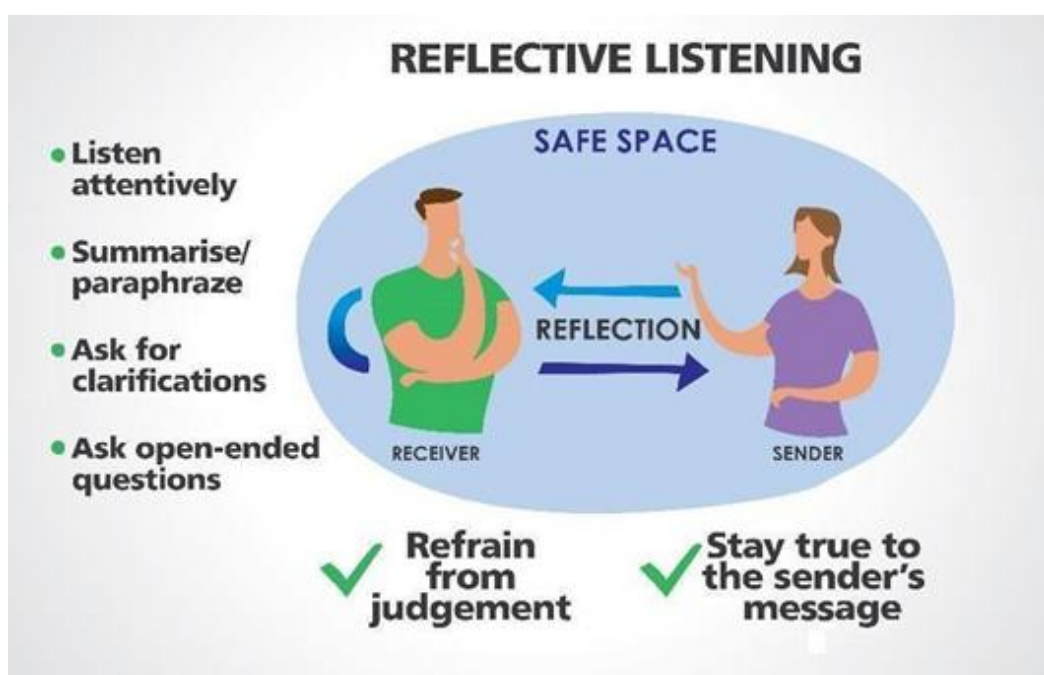 REFLECTIVE LISTENING
SAFE SPACE
• Listen
attentively
• Summarise/
paraphraze
• Ask for
clarifications
• Ask open-ended
questions
REFLECTION
RECEIVER
SENDER
Refrain
from
judgement
Stay true to
the sender's
message